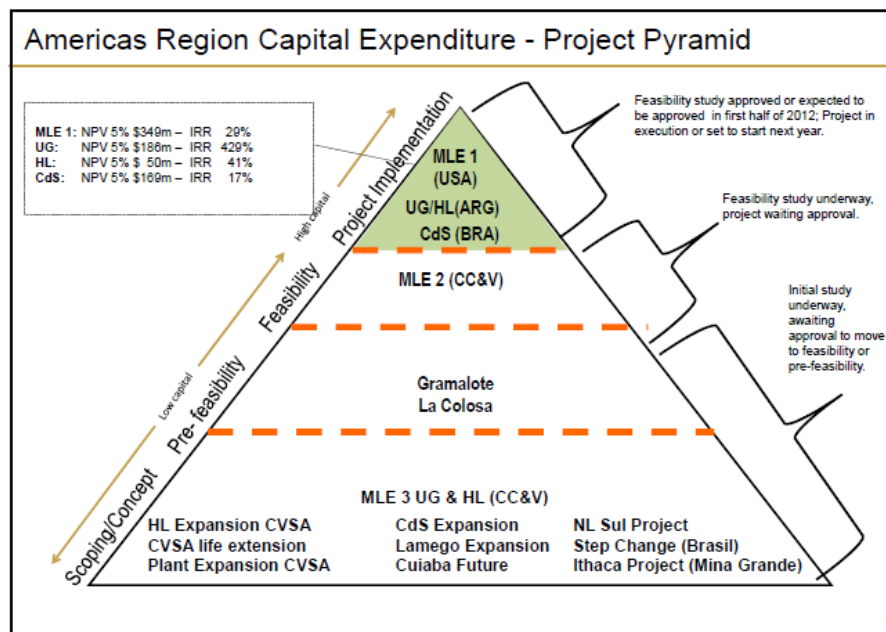 Americas Region Capital Expenditure - Project Pyramid
MLE 1: NPV 5% $349m – IRR 29%
UG: NPV 5% $186m – IRR 429%
HL: NPV 5% $ 50m – IRR 41%
CdS: NPV 5% $169m – IRR 17%
High capital
Low capital
Project Implementation
Feasibility
Pre- feasibility
Scoping/Concept
MLE 1
(USA)
UG/HL(ARG)
CdS (BRA)
MLE 2 (CC&V)
Gramalote
La Colosa
MLE 3 UG & HL (CC&V)
HL Expansion CVSA CdS Expansion NL Sul Project
CVSA life extension Lamego Expansion Step Change (Brasil)
Plant Expansion CVSA Cuiaba Future Ithaca Project (Mina Grande)
Feasibility study approved or expected to
be approved in first half of 2012; Project in
execution or set to start next year.
Feasibility study underway,
project waiting approval.
Initial study
underway,
awaiting
approval to move
to feasibility or
pre-feasibility.